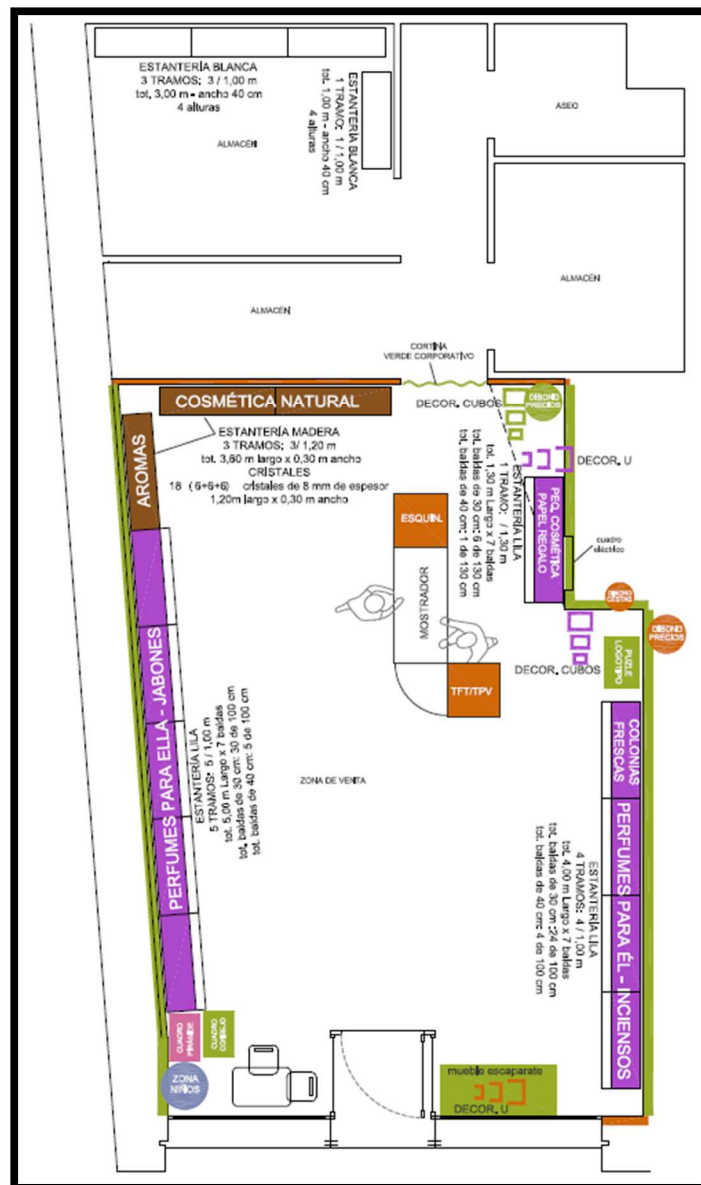 ESTANTERÍA BLANCA
3 TRAMOS: 3 / 1,00 m
tot. 3,00 m - ancho 40 cm
4 alturas
ESTANTERÍA BLANCA
1 TRAMO: 1 / 1,00 m
tot. 1,00 m - ancho 40 cm
4 alturas
ALMACÉN
ASEO
ALMACÉN
ALMACÉN
CORTINA
VERDE CORPORATIVO
COSMÉTICA NATURAL
DECOR. CUBOS
DIBOND
PRECIOS
AROMAS
ESTANTERÍA MADERA
3 TRAMOS: 3/ 1,20 m
tot. 3,60 m largo x 0,30 m ancho
CRISTALES
18 (6+6+6) cristales de 8 mm de espesor
1,20m largo x 0,30 m ancho
DECOR. U
ESTANTERÍA LILA
1 TRAMO: / 1,30 m
tot. 1,30 m Largo x 7 baldas
tot. baldas de 30 cm: 6 de 130 cm
tot. baldas de 40 cm: 1 de 130 cm
PEQ. COSMÉTICA
PAPEL REGALO
cuadro
eléctrico
ESQUIN.
MOSTRADOR
TFT/TPV
DIBOND
CESTAS
DIBOND
PRECIOS
DECOR. CUBOS
PUZLE
LOGOTIPO
PERFUMES PARA ELLA - JABONES
ESTANTERÍA LILA
5 TRAMOS: 5 / 1,00 m
tot. 5,00 m Largo x 7 baldas
tot. baldas de 30 cm: 30 de 100 cm
tot. baldas de 40 cm: 5 de 100 cm
ZONA DE VENTA
COLONIAS
FRESCAS
PERFUMES PARA ÉL - INCIENSOS
ESTANTERÍA LILA
4 TRAMOS: 4 / 1,00 m
tot. 4,00 m Largo x 7 baldas
tot. baldas de 30 cm :24 de 100 cm
tot. baldas de 40 cm: 4 de 100 cm
CUADRO
PIRÁMIDE
CUADRO
ZONA
NIÑOS
mueble escaparate
DECOR. U